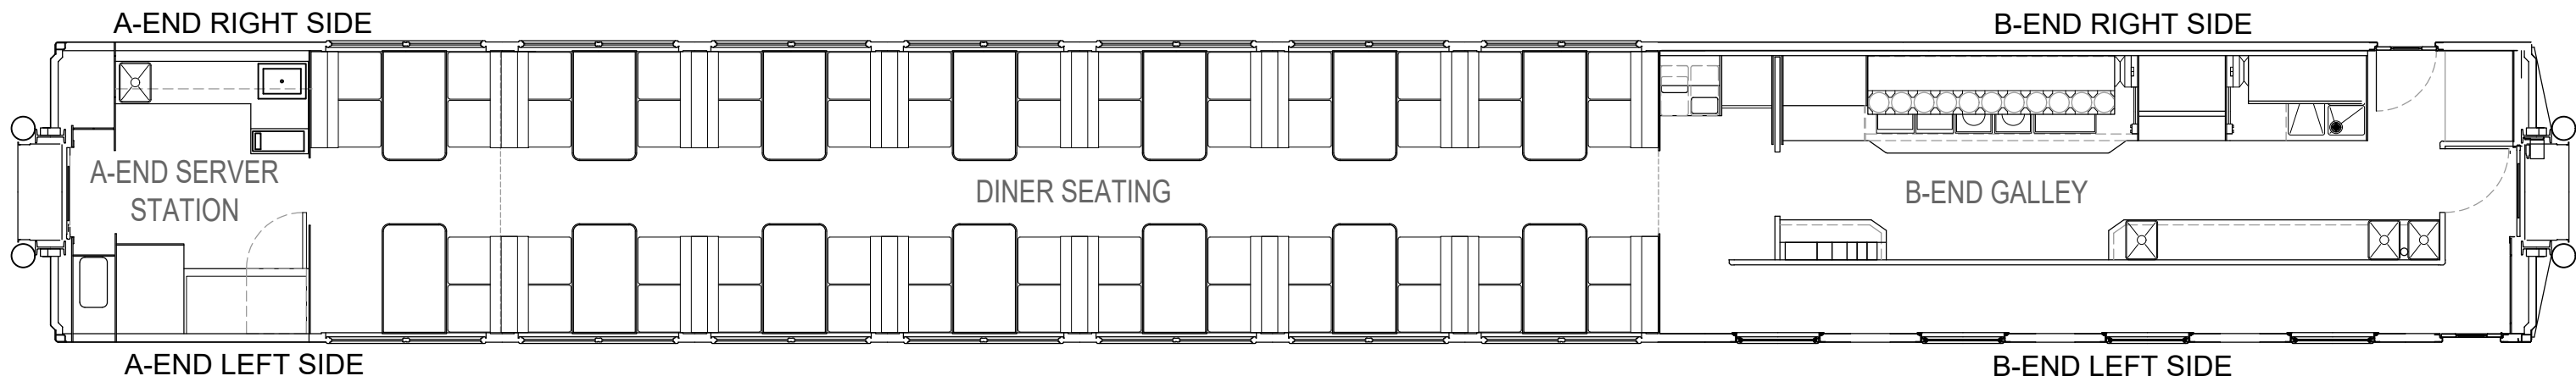 A-END RIGHT SIDE
B-END RIGHT SIDE
A-END SERVER
STATION
DINER SEATING
B-END GALLEY
A-END LEFT SIDE
B-END LEFT SIDE